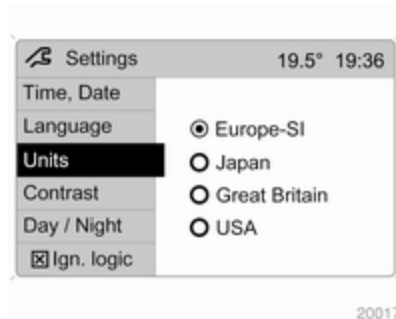 Settings 19.5° 19:36
Time, Date
Language
Units
Contrast
Day / Night
Ign. logic
Europe-SI
Japan
Great Britain
USA
20017